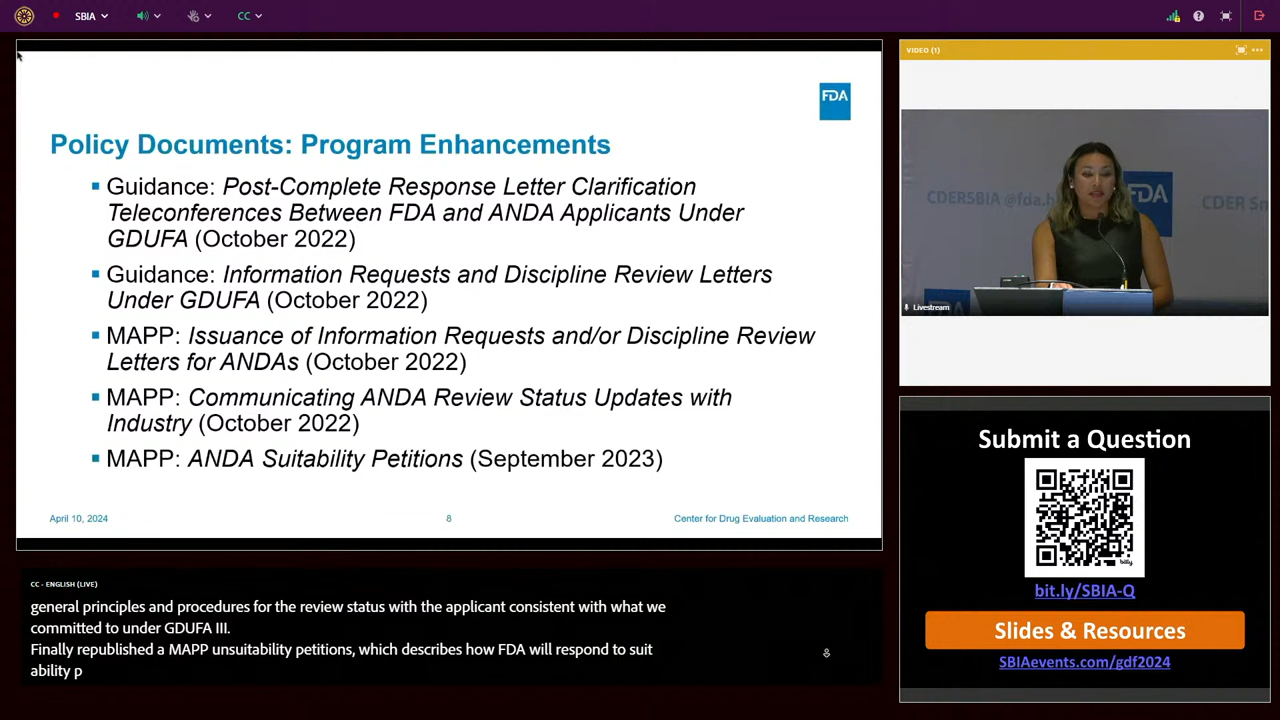 SBIA
CC
FDA
Policy Documents: Program Enhancements
Guidance: Post-Complete Response Letter Clarification
Teleconferences Between FDA and ANDA Applicants Under
GDUFA (October 2022)
Guidance: Information Requests and Discipline Review Letters
Under GDUFA (October 2022)
MAPP: Issuance of Information Requests and/or Discipline Review
Letters for ANDAs (October 2022)
MAPP: Communicating ANDA Review Status Updates with
Industry (October 2022)
MAPP: ANDA Suitability Petitions (September 2023)
April 10, 2024
8
Center for Drug Evaluation and Research
CC - ENGLISH (LIVE)
general principles and procedures for the review status with the applicant consistent with what we
committed to under GDUFA III.
Finally republished a MAPP unsuitability petitions, which describes how FDA will respond to suit
ability p
VIDEO (1)
CDERSBIA @fda.h
FDA
CDER Sm
Livestream
Submit a Question
bitly
bit.ly/SBIA-Q
Slides & Resources
SBIAevents.com/gdf2024